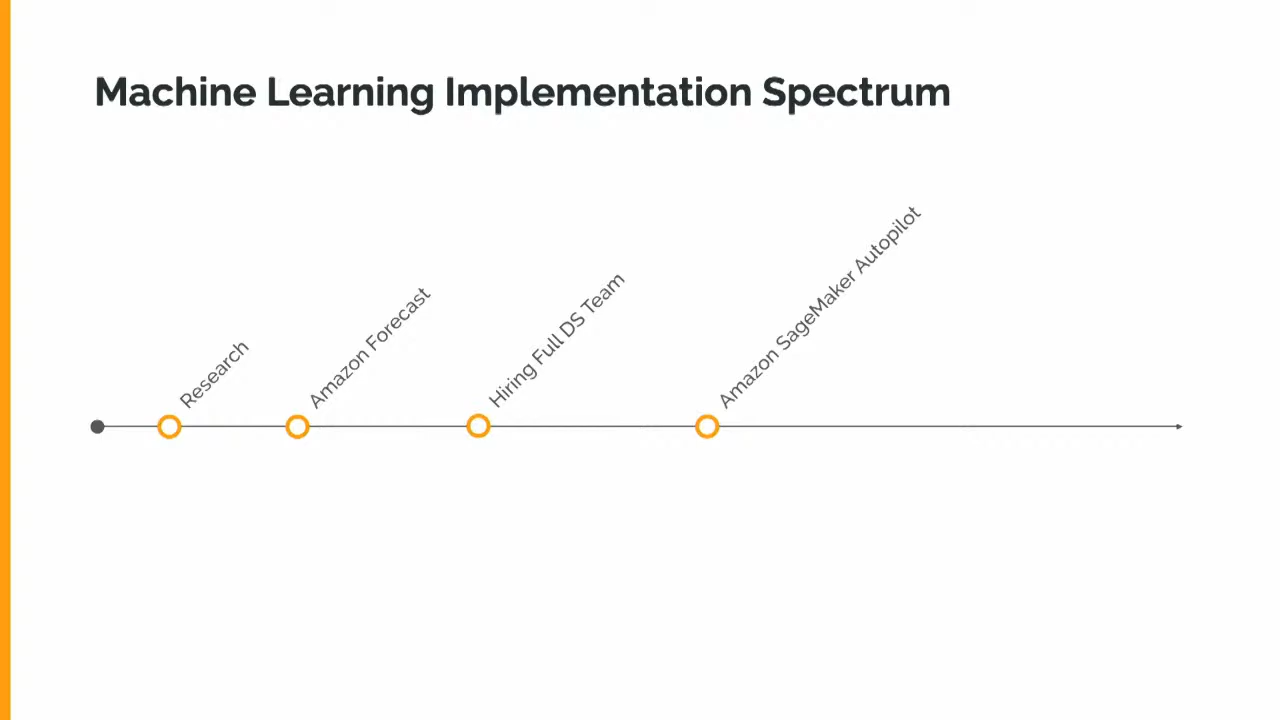 Machine Learning Implementation Spectrum
Research
Amazon Forecast
Hiring Full DS Team
Amazon SageMaker Autopilot